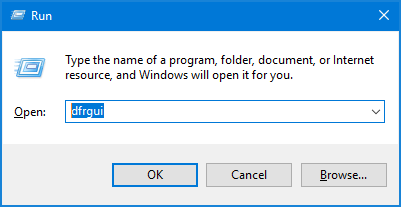 Run
Type the name of a program, folder, document, or Internet
resource, and Windows will open it for you.
Open: dfrgui
OK Cancel Browse...